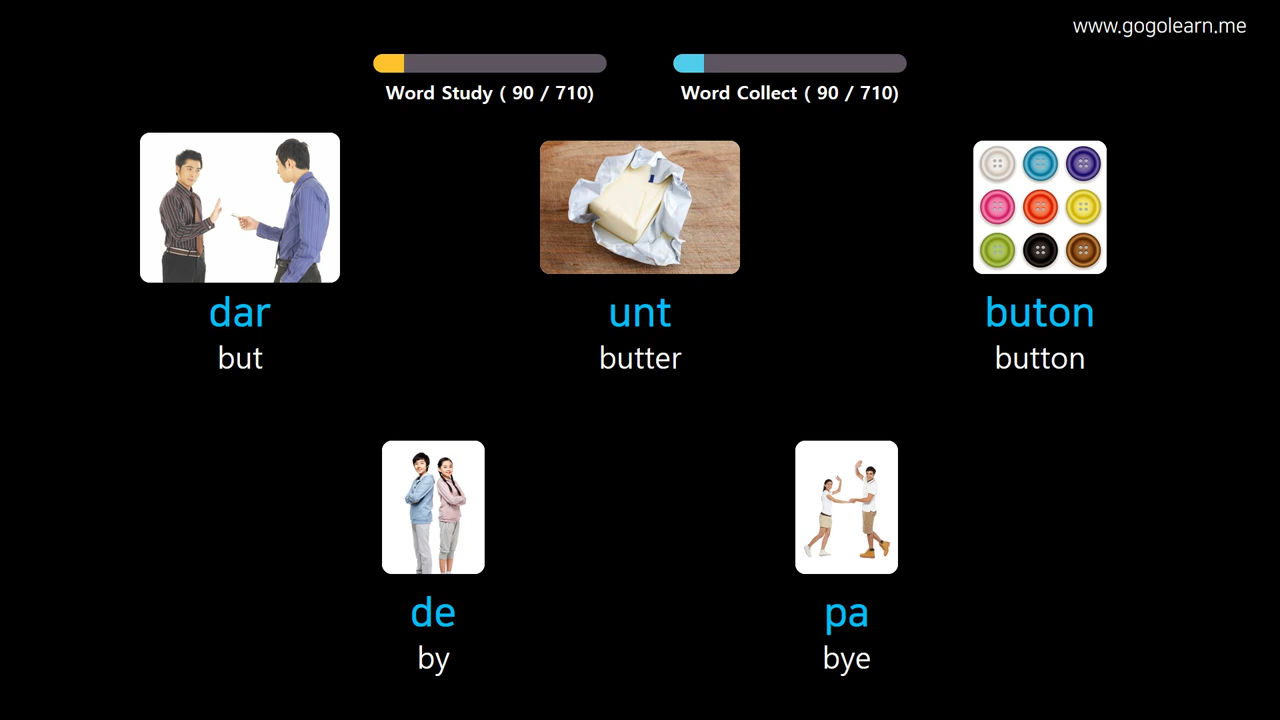 www.gogolearn.me
Word Study ( 90 / 710)
Word Collect ( 90 / 710)
dar
but
unt
butter
buton
button
de
by
pa
bye